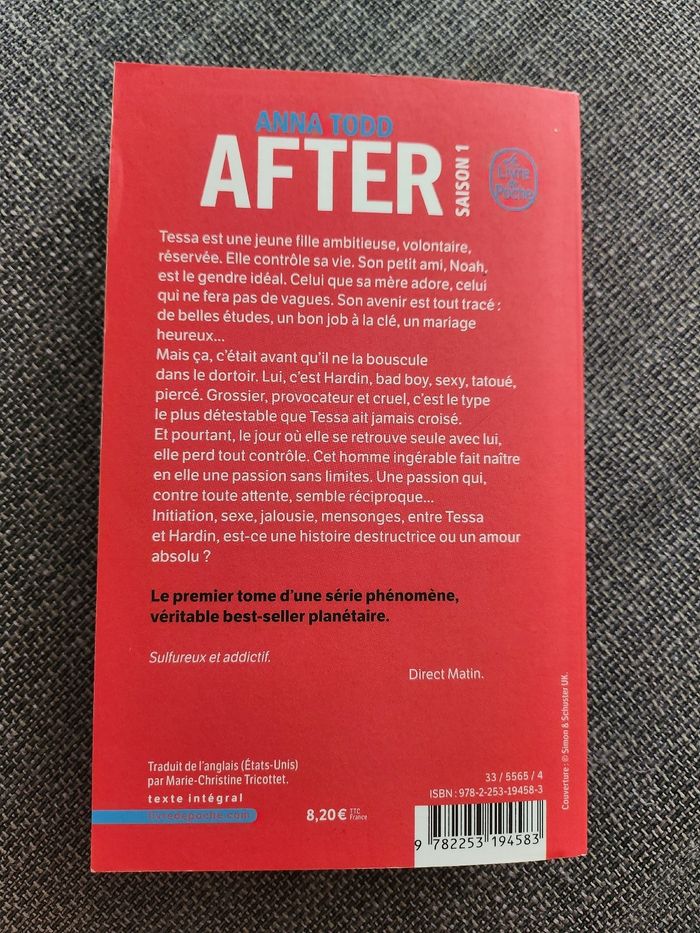 ANNA TODD
AFTER
SAISON 1
Le
Livre
de
Poche
Tessa est une jeune fille ambitieuse, volontaire,
réservée. Elle contrôle sa vie. Son petit ami, Noah,
est le gendre idéal. Celui que sa mère adore, celui
qui ne fera pas de vagues. Son avenir est tout tracé :
de belles études, un bon job à la clé, un mariage
heureux...
Mais ça, c'était avant qu'il ne la bouscule
dans le dortoir. Lui, c'est Hardin, bad boy, sexy, tatoué,
piercé. Grossier, provocateur et cruel, c'est le type
le plus détestable que Tessa ait jamais croisé.
Et pourtant, le jour où elle se retrouve seule avec lui,
elle perd tout contrôle. Cet homme ingérable fait naître
en elle une passion sans limites. Une passion qui,
contre toute attente, semble réciproque...
Initiation, sexe, jalousie, mensonges, entre Tessa
et Hardin, est-ce une histoire destructrice ou un amour
absolu ?
Le premier tome d'une série phénomène,
véritable best-seller planétaire.
Sulfureux et addictif.
Direct Matin.
Traduit de l'anglais (États-Unis)
par Marie-Christine Tricottet.
texte intégral
livredepoche.com
8,20 € TTC
France
33 / 5565 / 4
ISBN : 978-2-253-19458-3
9 782253 194583
Couverture : © Simon & Schuster UK.